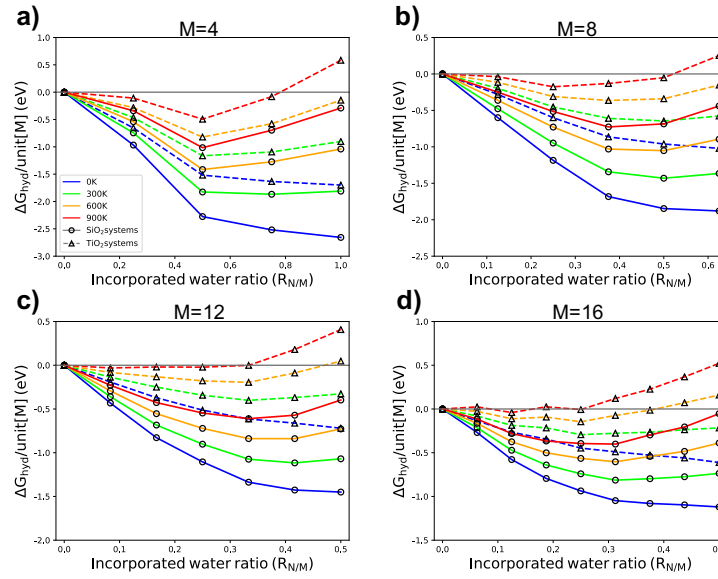 a)
M=4
1.0
0.5
0.0
-0.5
-1.0
-1.5
-2.0
-2.5
-3.0
ΔG_hyd/unit[M] (eV)
0K
300K
600K
900K
SiO₂systems
TiO₂systems
0.0 0.2 0.4 0.6 0.8 1.0
Incorporated water ratio (R_N/M)
b)
M=8
0.5
0.0
-0.5
-1.0
-1.5
-2.0
-2.5
ΔG_hyd/unit[M] (eV)
0.0 0.1 0.2 0.3 0.4 0.5
Incorporated water ratio (R_N/M)
c)
M=12
0.5
0.0
-0.5
-1.0
-1.5
-2.0
ΔG_hyd/unit[M] (eV)
0.0 0.1 0.2 0.3 0.4 0.5
Incorporated water ratio (R_N/M)
d)
M=16
1.0
0.5
0.0
-0.5
-1.0
-1.5
ΔG_hyd/unit[M] (eV)
0.0 0.1 0.2 0.3 0.4
Incorporated water ratio (R_N/M)